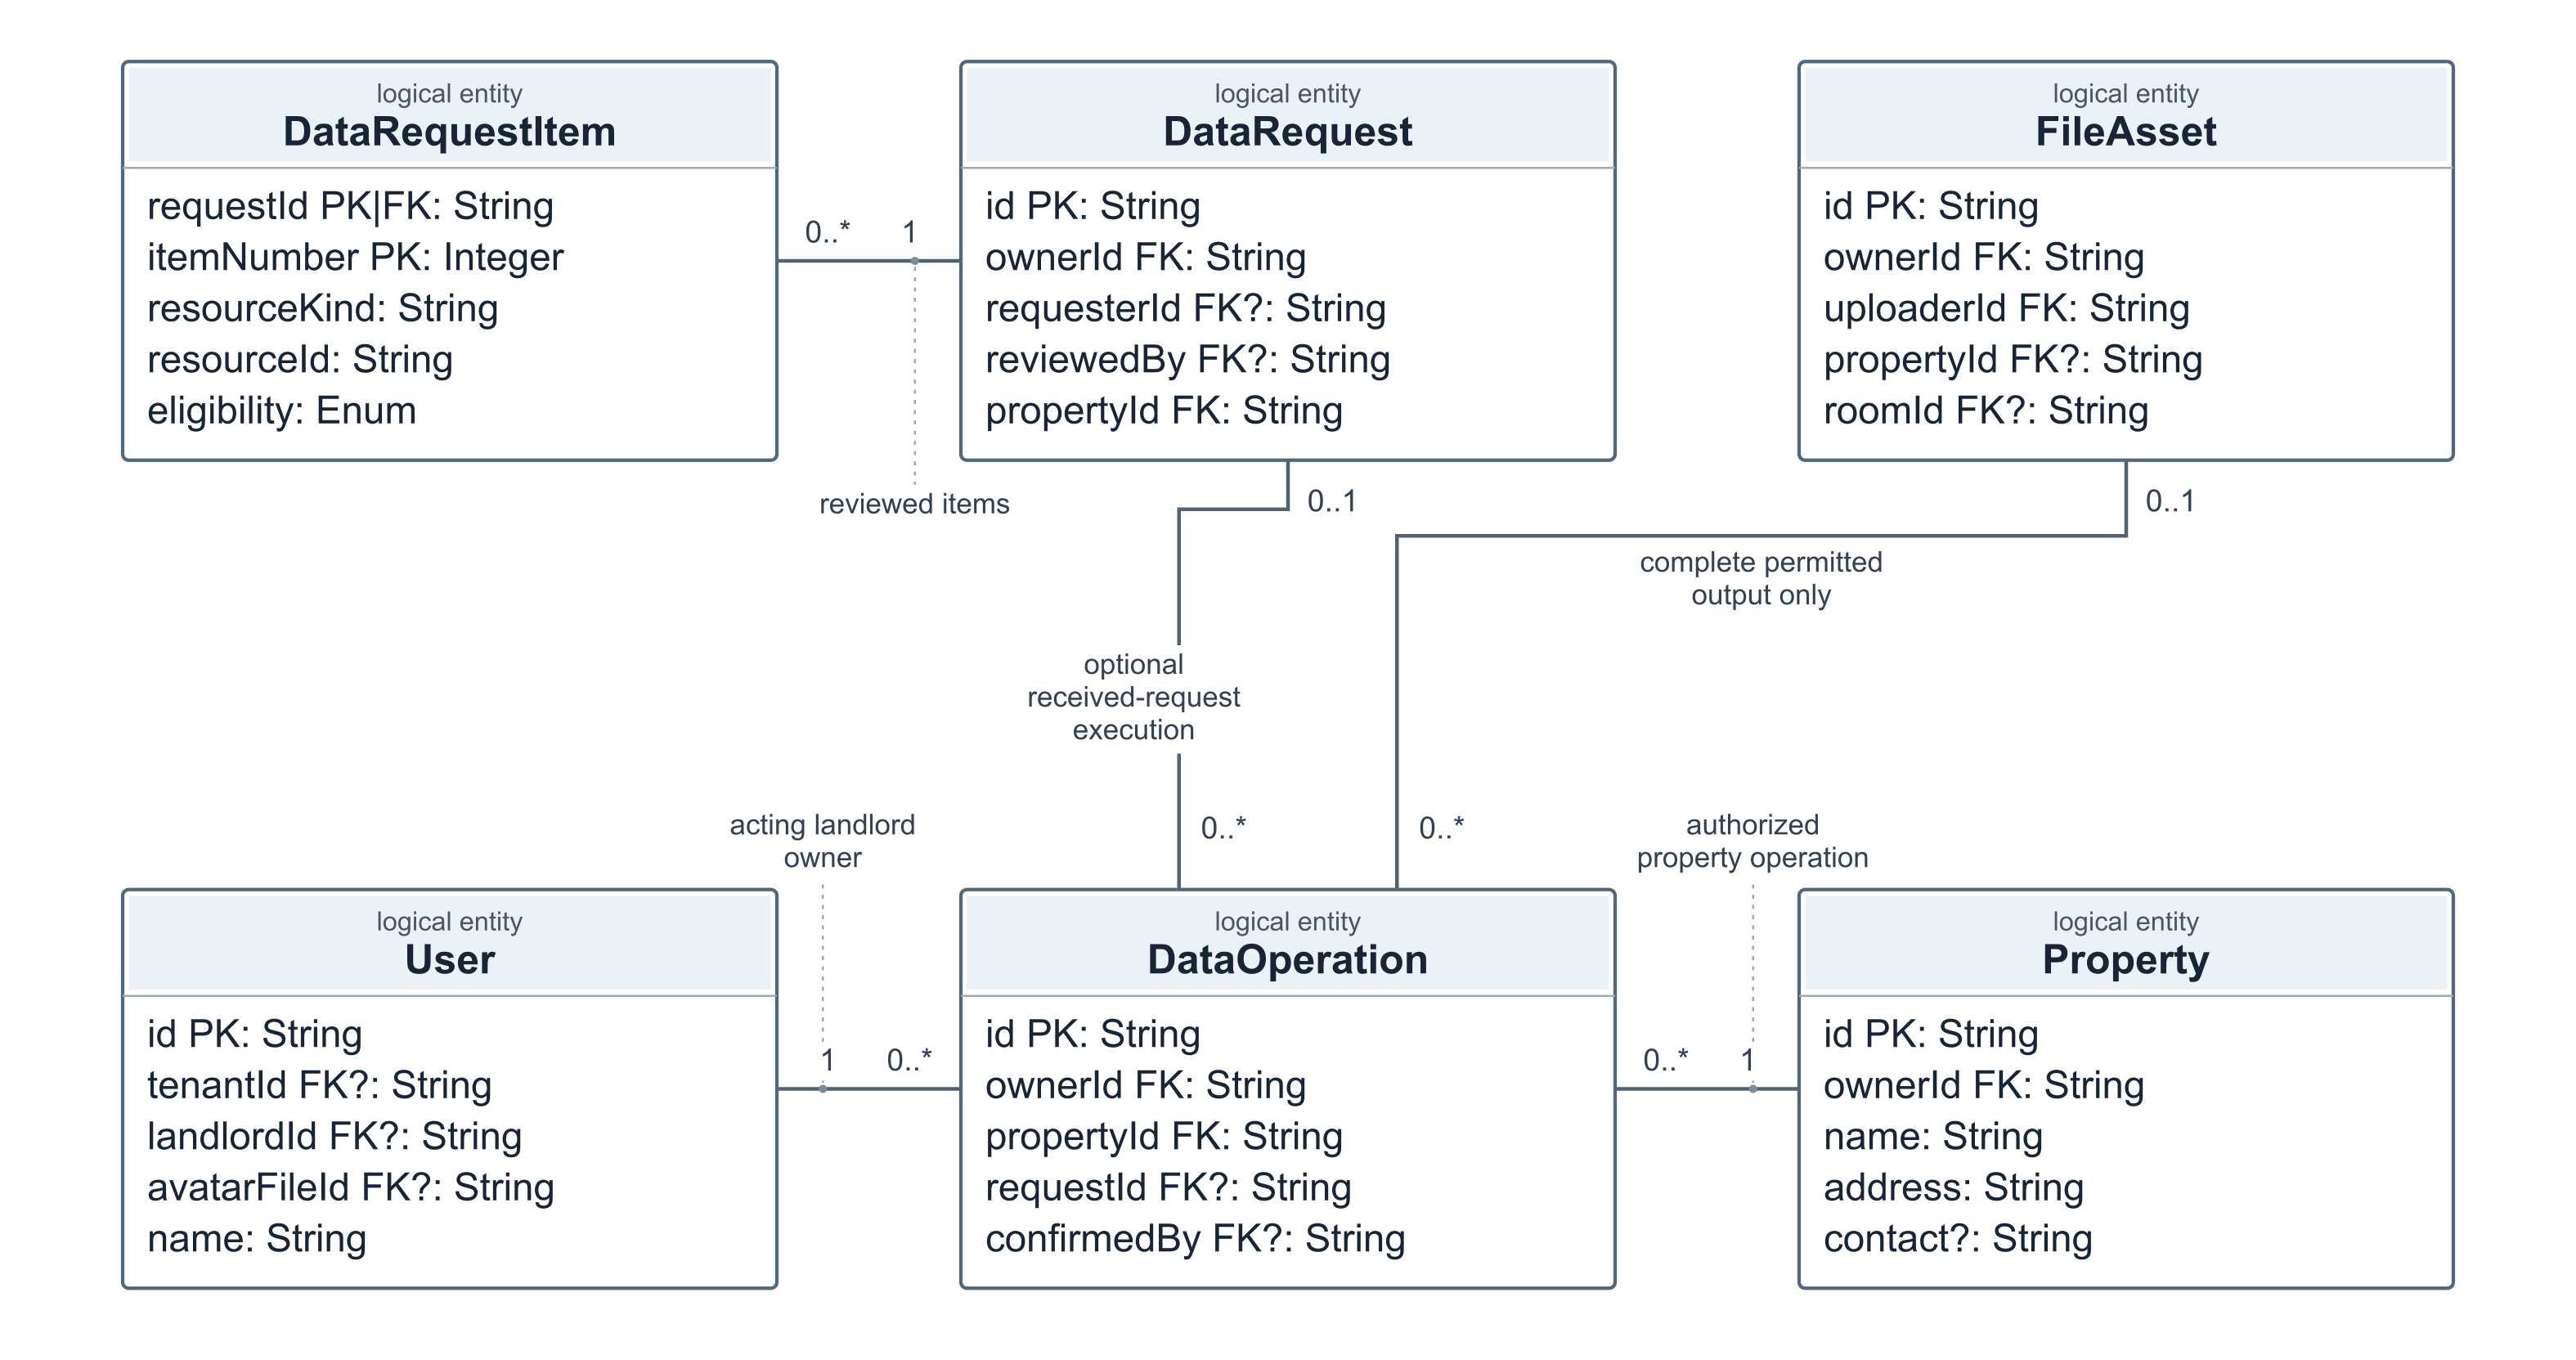 logical entity
DataRequestItem
requestId PK|FK: String
itemNumber PK: Integer
resourceKind: String
resourceId: String
eligibility: Enum
0..*
1
reviewed items
logical entity
DataRequest
id PK: String
ownerId FK: String
requesterId FK?: String
reviewedBy FK?: String
propertyId FK: String
logical entity
FileAsset
id PK: String
ownerId FK: String
uploaderId FK: String
propertyId FK?: String
roomId FK?: String
0..1
0..1
complete permitted
output only
optional
received-request
execution
0..*
0..*
acting landlord
owner
authorized
property operation
logical entity
User
id PK: String
tenantId FK?: String
landlordId FK?: String
avatarFileId FK?: String
name: String
1
0..*
logical entity
DataOperation
id PK: String
ownerId FK: String
propertyId FK: String
requestId FK?: String
confirmedBy FK?: String
0..*
1
logical entity
Property
id PK: String
ownerId FK: String
name: String
address: String
contact?: String